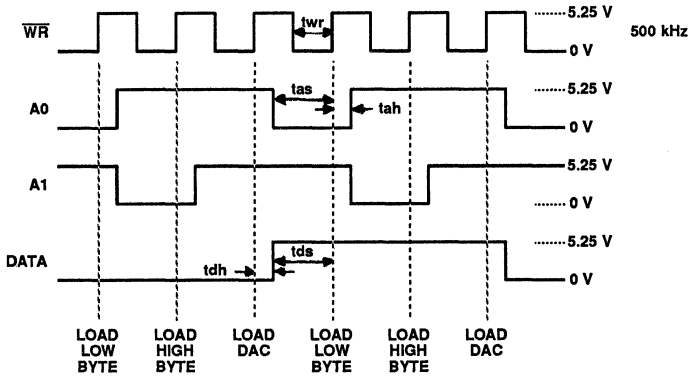 WR
twr
5.25 V
0 V
500 kHz
A0
tas
tah
5.25 V
0 V
A1
5.25 V
0 V
DATA
tdh
tds
5.25 V
0 V
LOAD LOW BYTE
LOAD HIGH BYTE
LOAD DAC
LOAD LOW BYTE
LOAD HIGH BYTE
LOAD DAC